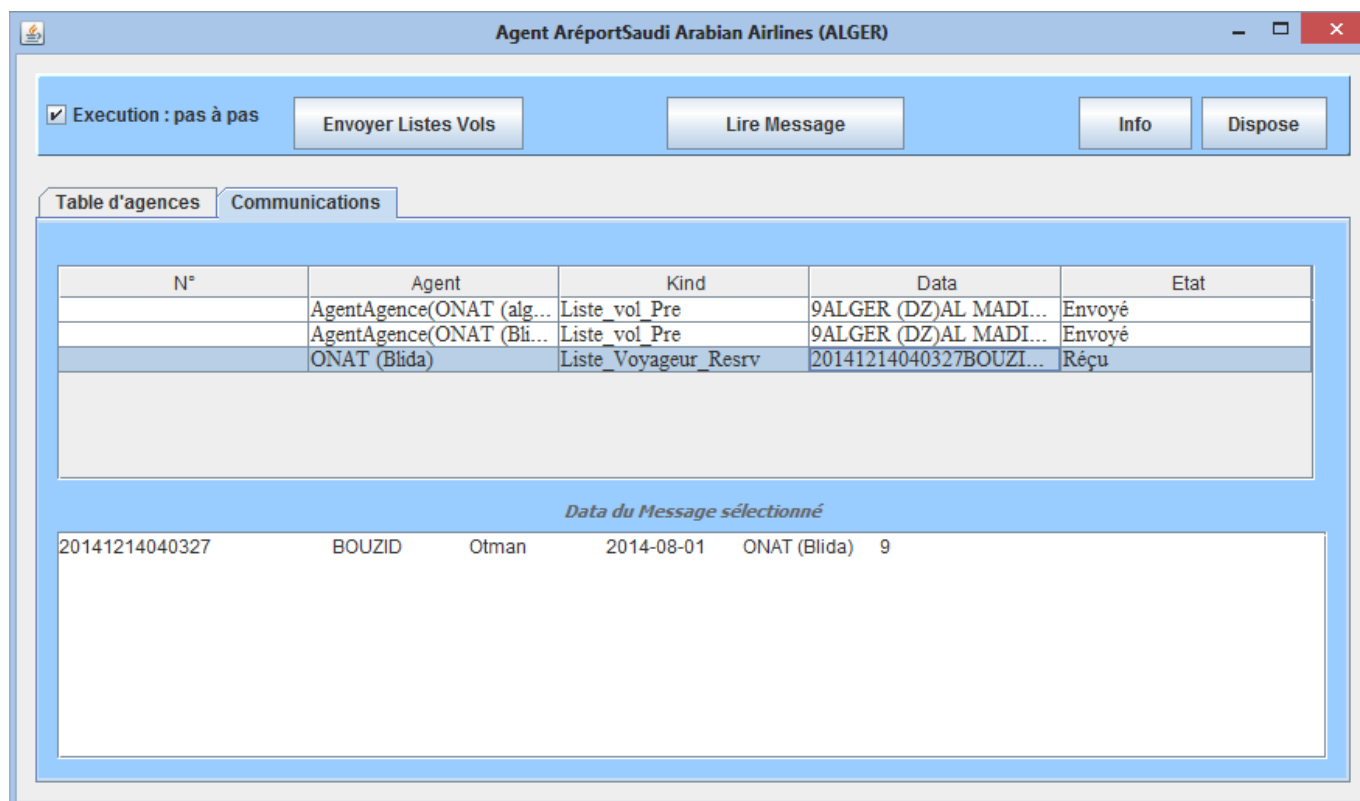 Agent AréportSaudi Arabian Airlines (ALGER)
Execution : pas à pas Envoyer Listes Vols Lire Message Info Dispose
Table d'agences Communications
N° Agent Kind Data Etat
AgentAgence(ONAT (alg... Liste_vol_Pre 9ALGER (DZ)AL MADI... Envoyé
AgentAgence(ONAT (Bli... Liste_vol_Pre 9ALGER (DZ)AL MADI... Envoyé
ONAT (Blida) Liste_Voyageur_Resrv 20141214040327BOUZI... Réçu
Data du Message sélectionné
20141214040327 BOUZID Otman 2014-08-01 ONAT (Blida) 9